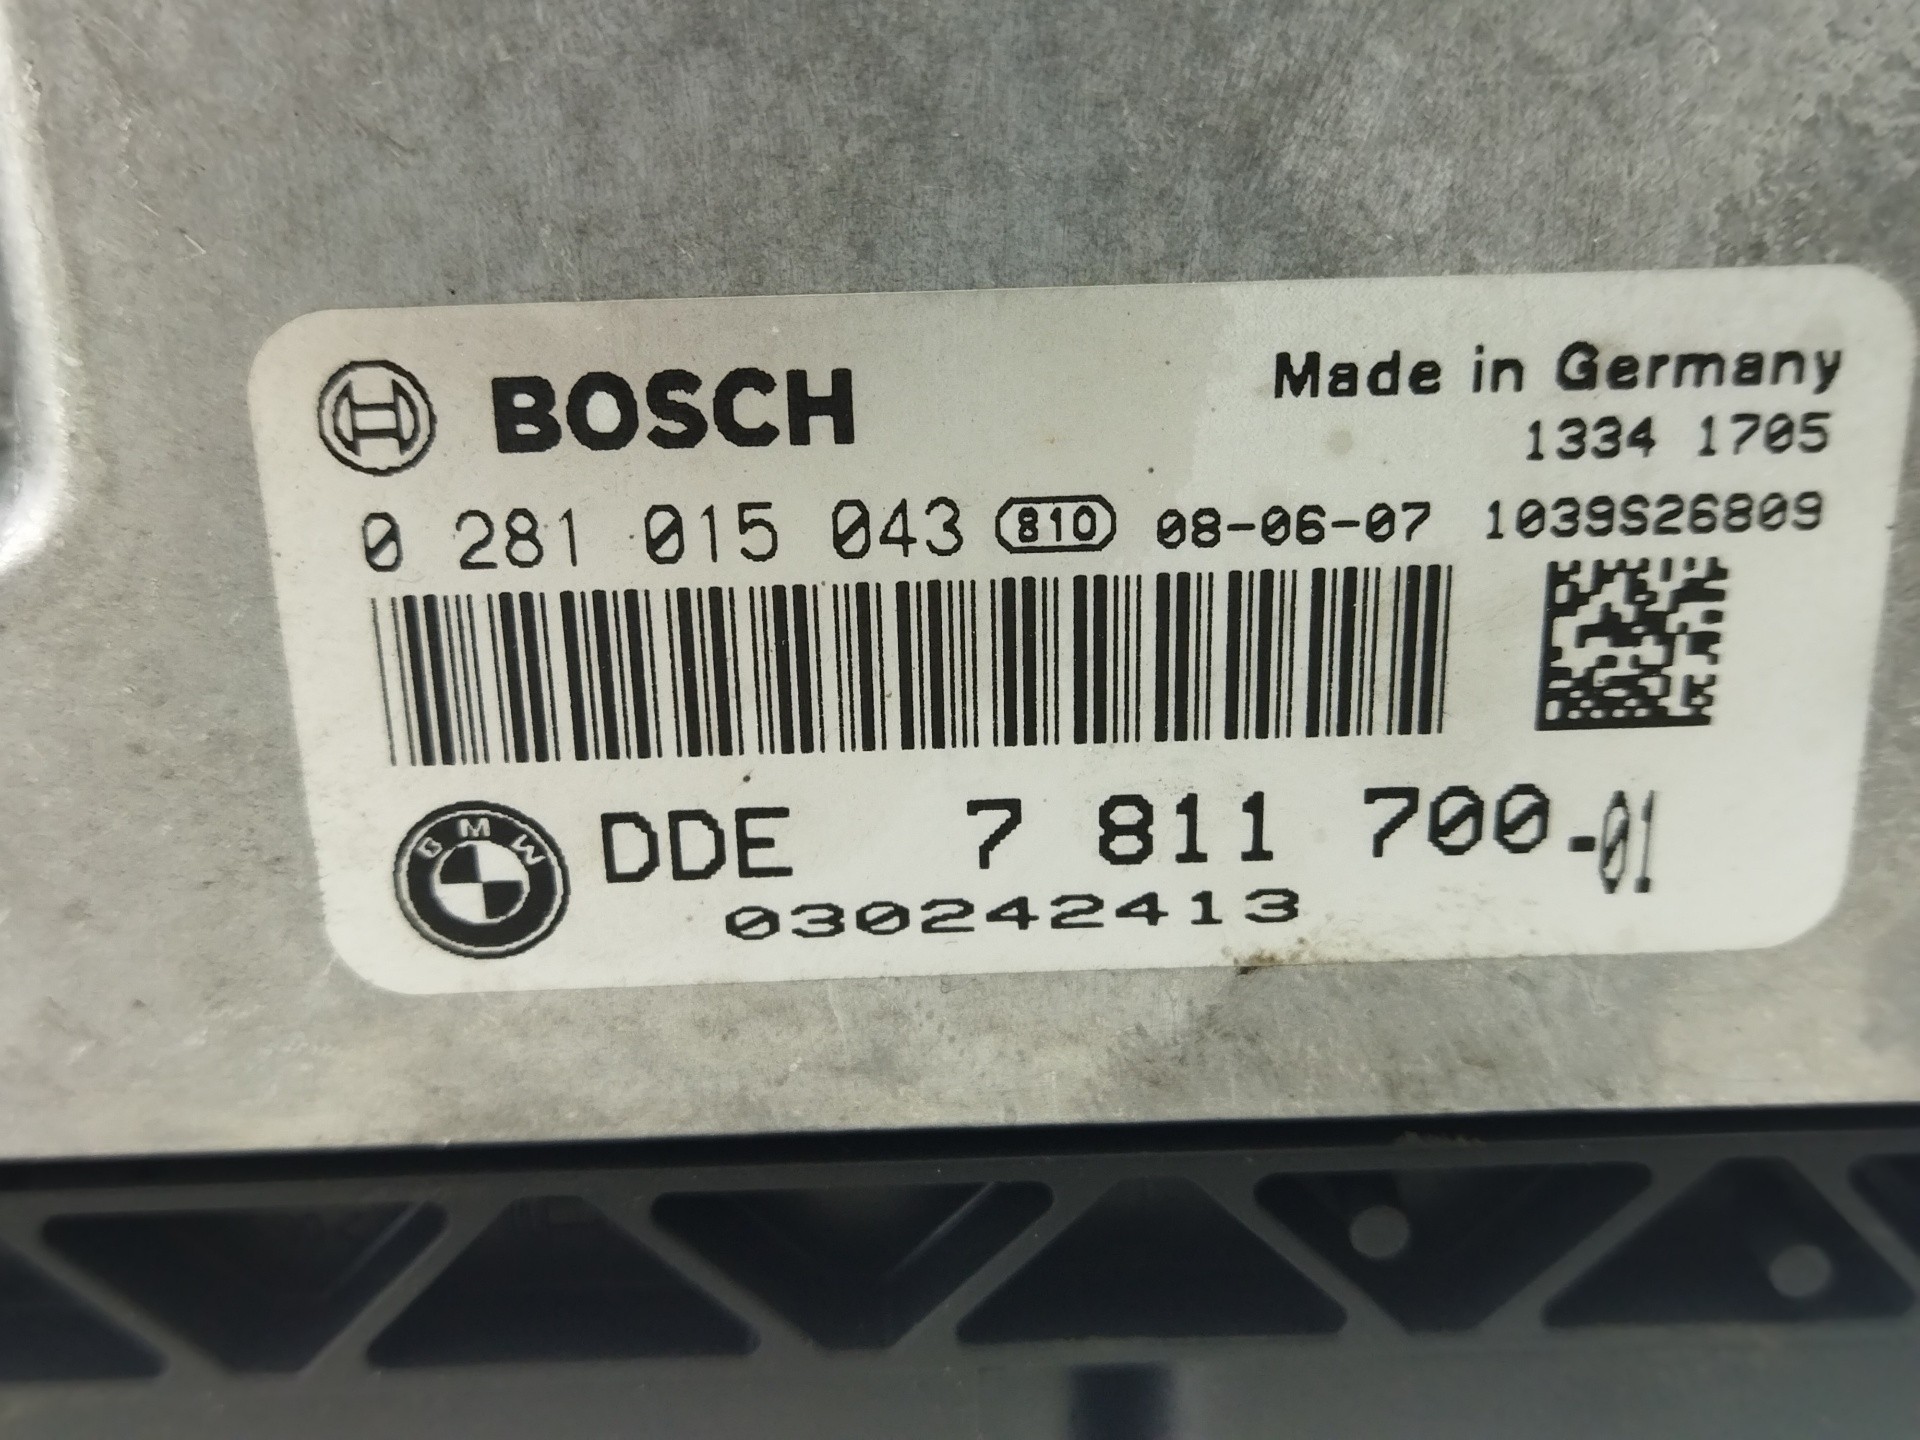 BOSCH
Made in Germany
1334 1705
0 281 015 043 810 08-06-07 1039S26809
BMW DDE 7 811 700.-01
030242413